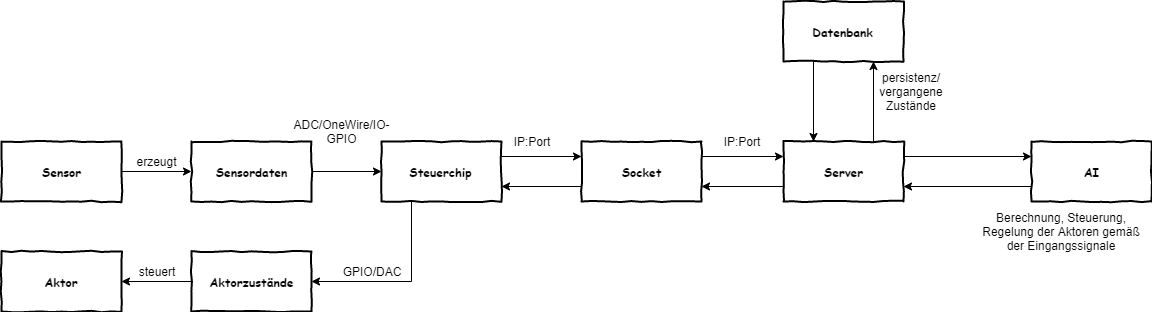 Datenbank
persistenz/
vergangene
Zustände
ADC/OneWire/IO-
GPIO
IP:Port
IP:Port
Sensor
erzeugt
Sensordaten
Steuerchip
Socket
Server
AI
Berechnung, Steuerung,
Regelung der Aktoren gemäß
der Eingangssignale
Aktor
steuert
Aktorzustände
GPIO/DAC